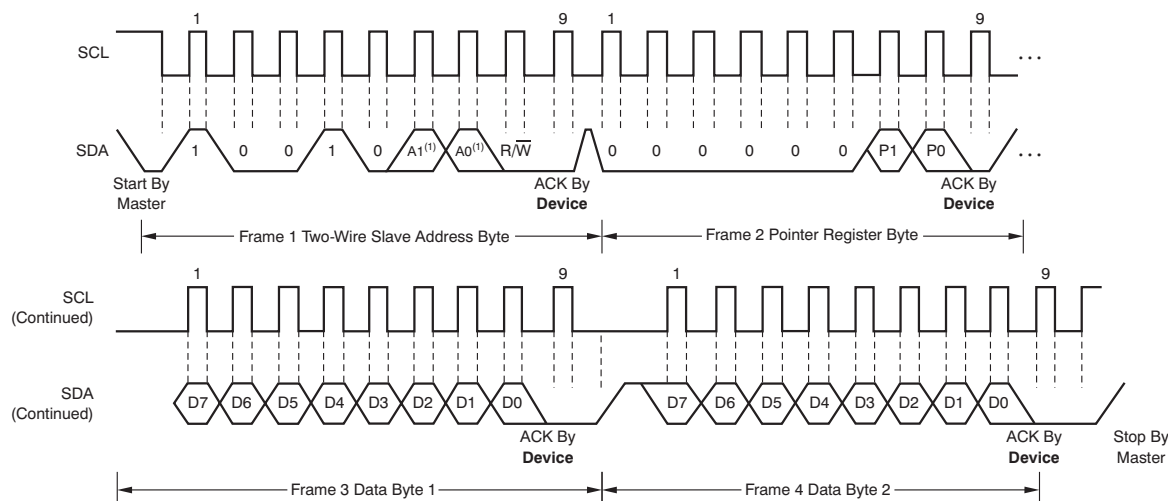 1 9 1 9
SCL
...
SDA 1 0 0 1 0 A1(1) A0(1) R/W 0 0 0 0 0 0 P1 P0 ...
Start By Master
ACK By Device
ACK By Device
Frame 1 Two-Wire Slave Address Byte
Frame 2 Pointer Register Byte
1 9 1 9
SCL
(Continued)
SDA
(Continued)
D7 D6 D5 D4 D3 D2 D1 D0 D7 D6 D5 D4 D3 D2 D1 D0
ACK By Device
ACK By Device
Stop By Master
Frame 3 Data Byte 1
Frame 4 Data Byte 2